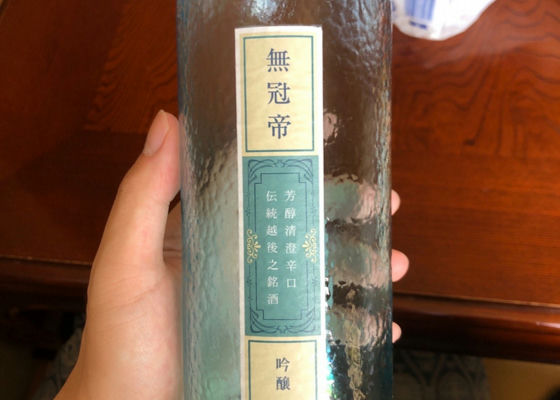 無冠帝
芳醇清澄辛口
伝統越後之銘酒
吟醸